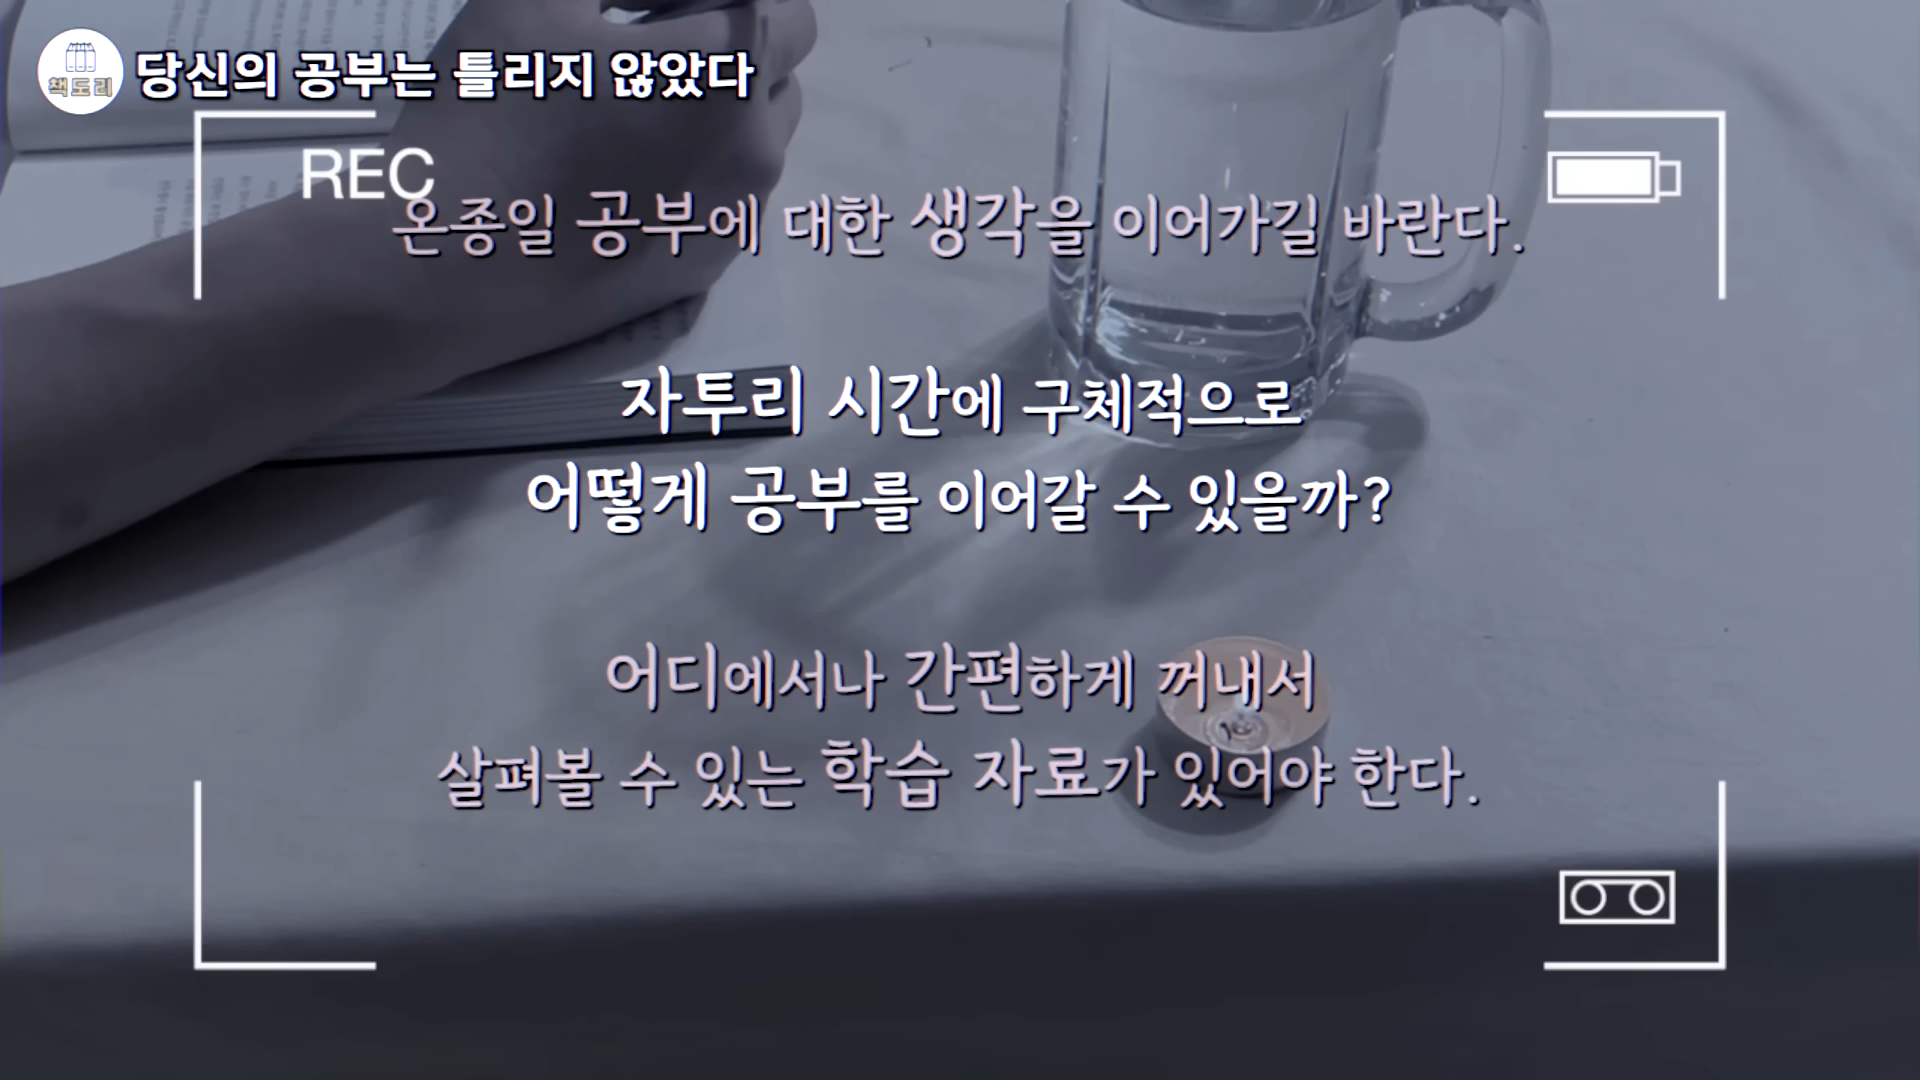 책도리
당신의 공부는 틀리지 않았다
REC
온종일 공부에 대한 생각을 이어가길 바란다.
자투리 시간에 구체적으로
어떻게 공부를 이어갈 수 있을까?
어디에서나 간편하게 꺼내서
살펴볼 수 있는 학습 자료가 있어야 한다.